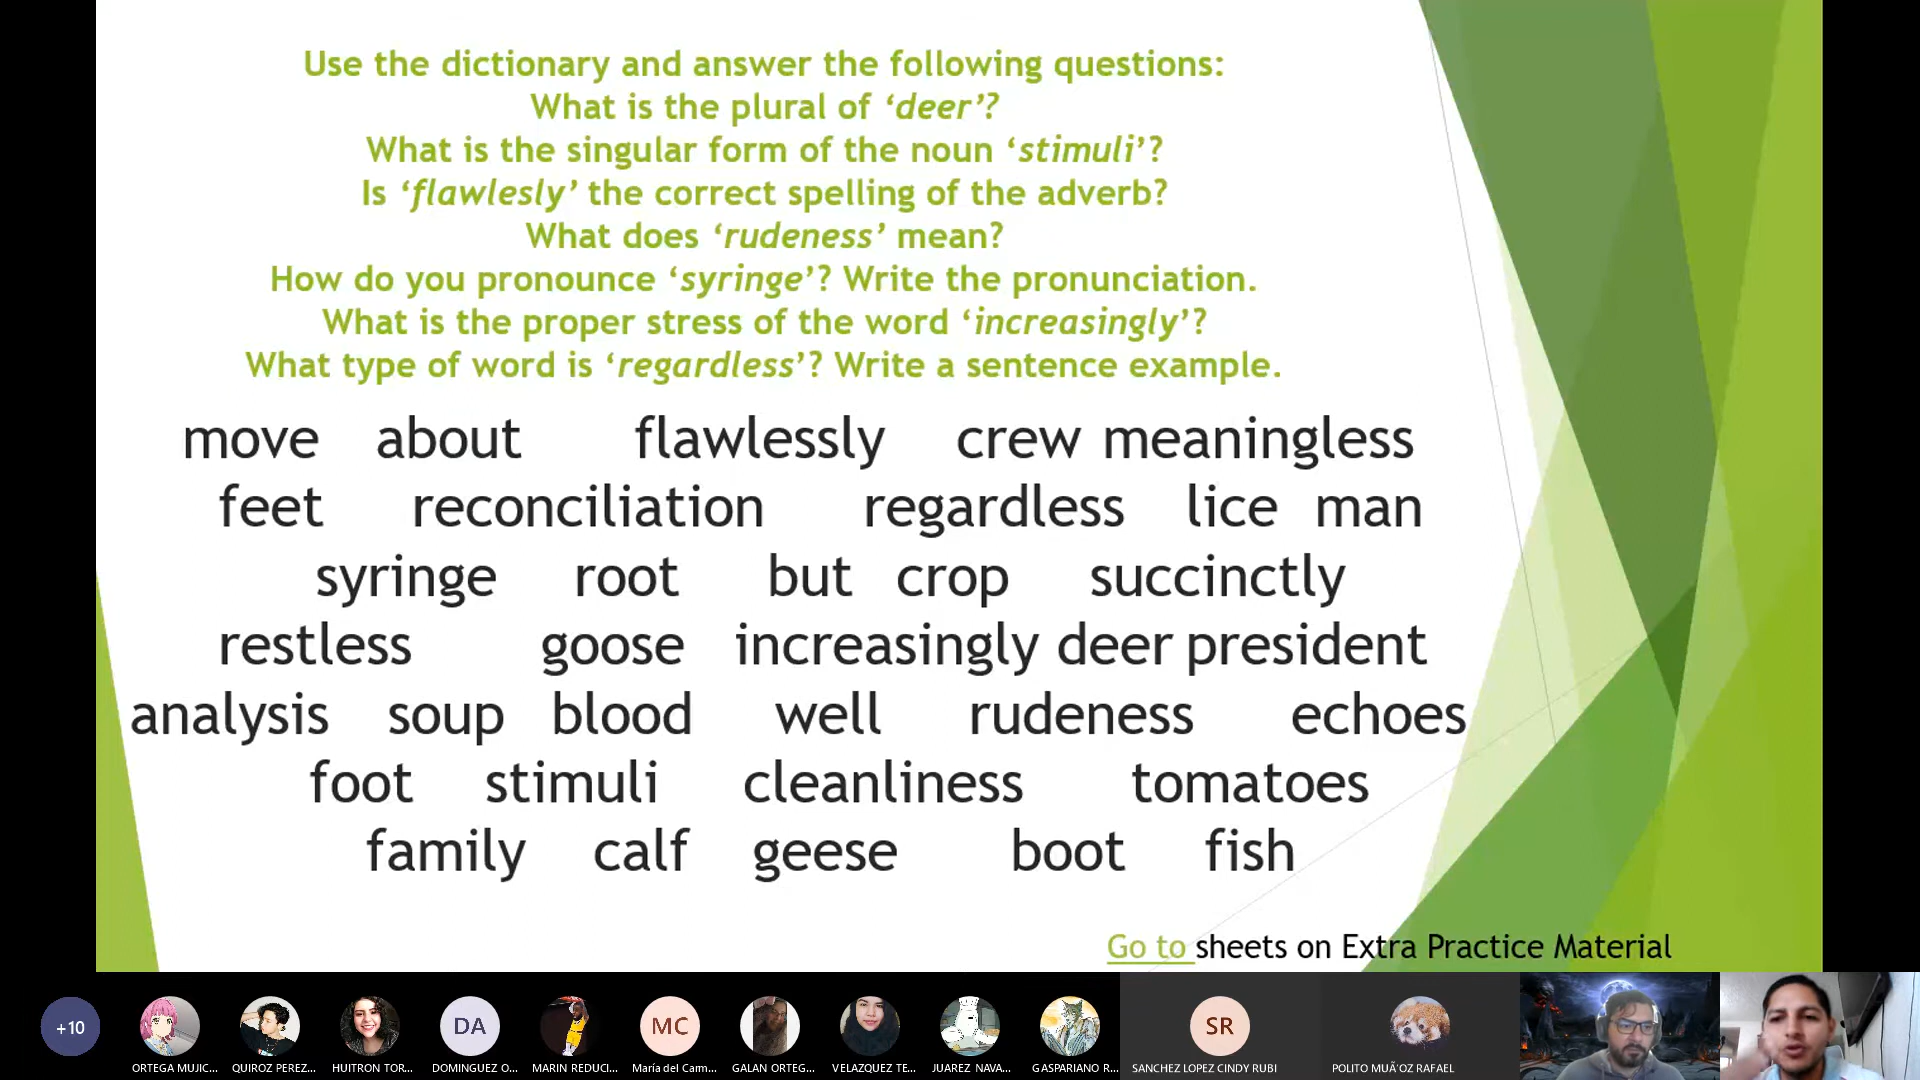 Use the dictionary and answer the following questions:
What is the plural of ‘deer’?
What is the singular form of the noun ‘stimuli’?
Is ‘flawlesly’ the correct spelling of the adverb?
What does ‘rudeness’ mean?
How do you pronounce ‘syringe’? Write the pronunciation.
What is the proper stress of the word ‘increasingly’?
What type of word is ‘regardless’? Write a sentence example.
move about flawlessly crew meaningless
feet reconciliation regardless lice man
syringe root but crop succinctly
restless goose increasingly deer president
analysis soup blood well rudeness echoes
foot stimuli cleanliness tomatoes
family calf geese boot fish
Go to sheets on Extra Practice Material
+10 DA MC SR
ORTEGA MUJIC... QUIROZ PEREZ... HUITRON TOR... DOMINGUEZ O... MARIN REDUCI... María del Carm... GALAN ORTEG... VELAZQUEZ TE... JUAREZ NAVA... GASPARIANO R... SANCHEZ LOPEZ CINDY RUBI POLITO MUÃ'OZ RAFAEL